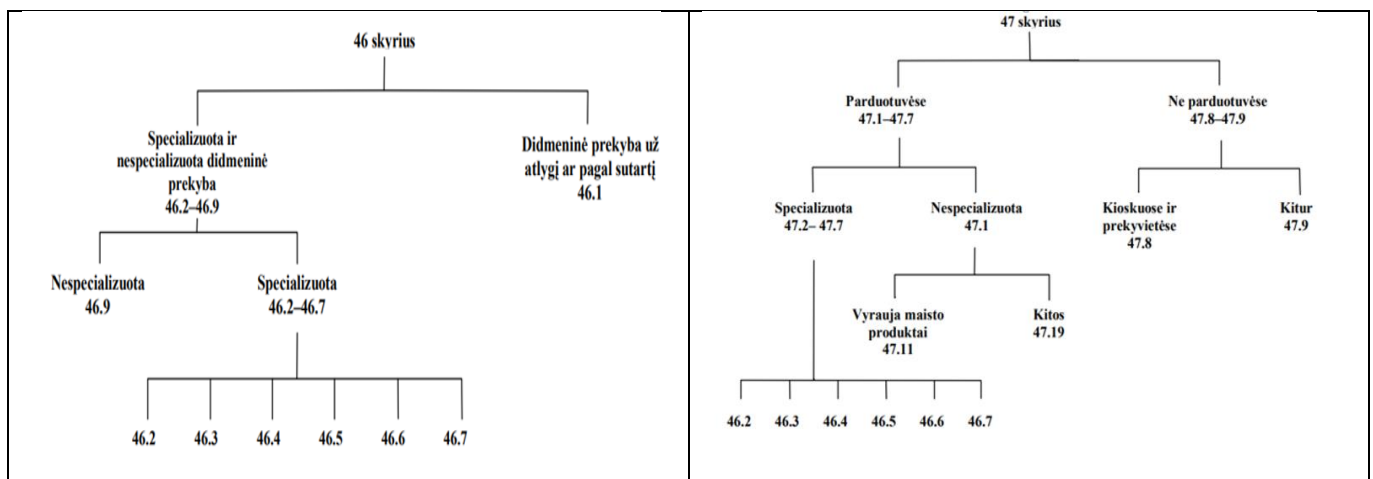 46 skyrius
Specializuota ir
nespecializuota didmeninė
prekyba
46.2–46.9
Didmeninė prekyba už
atlygį ar pagal sutartį
46.1
Nespecializuota
46.9
Specializuota
46.2–46.7
46.2 46.3 46.4 46.5 46.6 46.7
47 skyrius
Parduotuvėse
47.1–47.7
Ne parduotuvėse
47.8–47.9
Specializuota
47.2– 47.7
Nespecializuota
47.1
Kioskuose ir
prekyvietėse
47.8
Kitur
47.9
Vyrauja maisto
produktai
47.11
Kitos
47.19
46.2 46.3 46.4 46.5 46.6 46.7